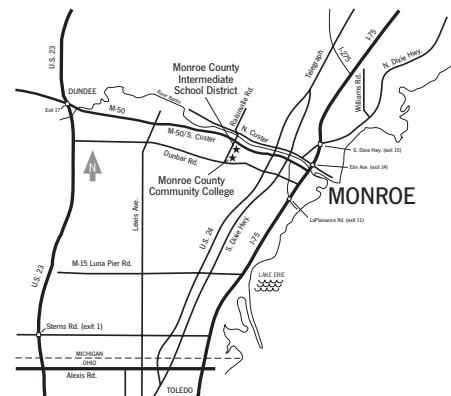 U.S. 23
DUNDEE
Exit 17
M-50
River Raisin
Monroe County
Intermediate
School District
Raisinville Rd.
N. Custer
M-50/S. Custer
Dunbar Rd.
Monroe County
Community College
N
Telegraph
I-275
I-75
N. Dixie Hwy.
Williams Rd.
S. Dixie Hwy. (exit 15)
Elm Ave. (exit 14)
MONROE
LaPlaisance Rd. (exit 11)
Lewis Ave.
U.S. 24
S. Dixie Hwy.
I-75
U.S. 23
M-15 Luna Pier Rd.
LAKE ERIE
Sterns Rd. (exit 1)
MICHIGAN
OHIO
Alexis Rd.
TOLEDO